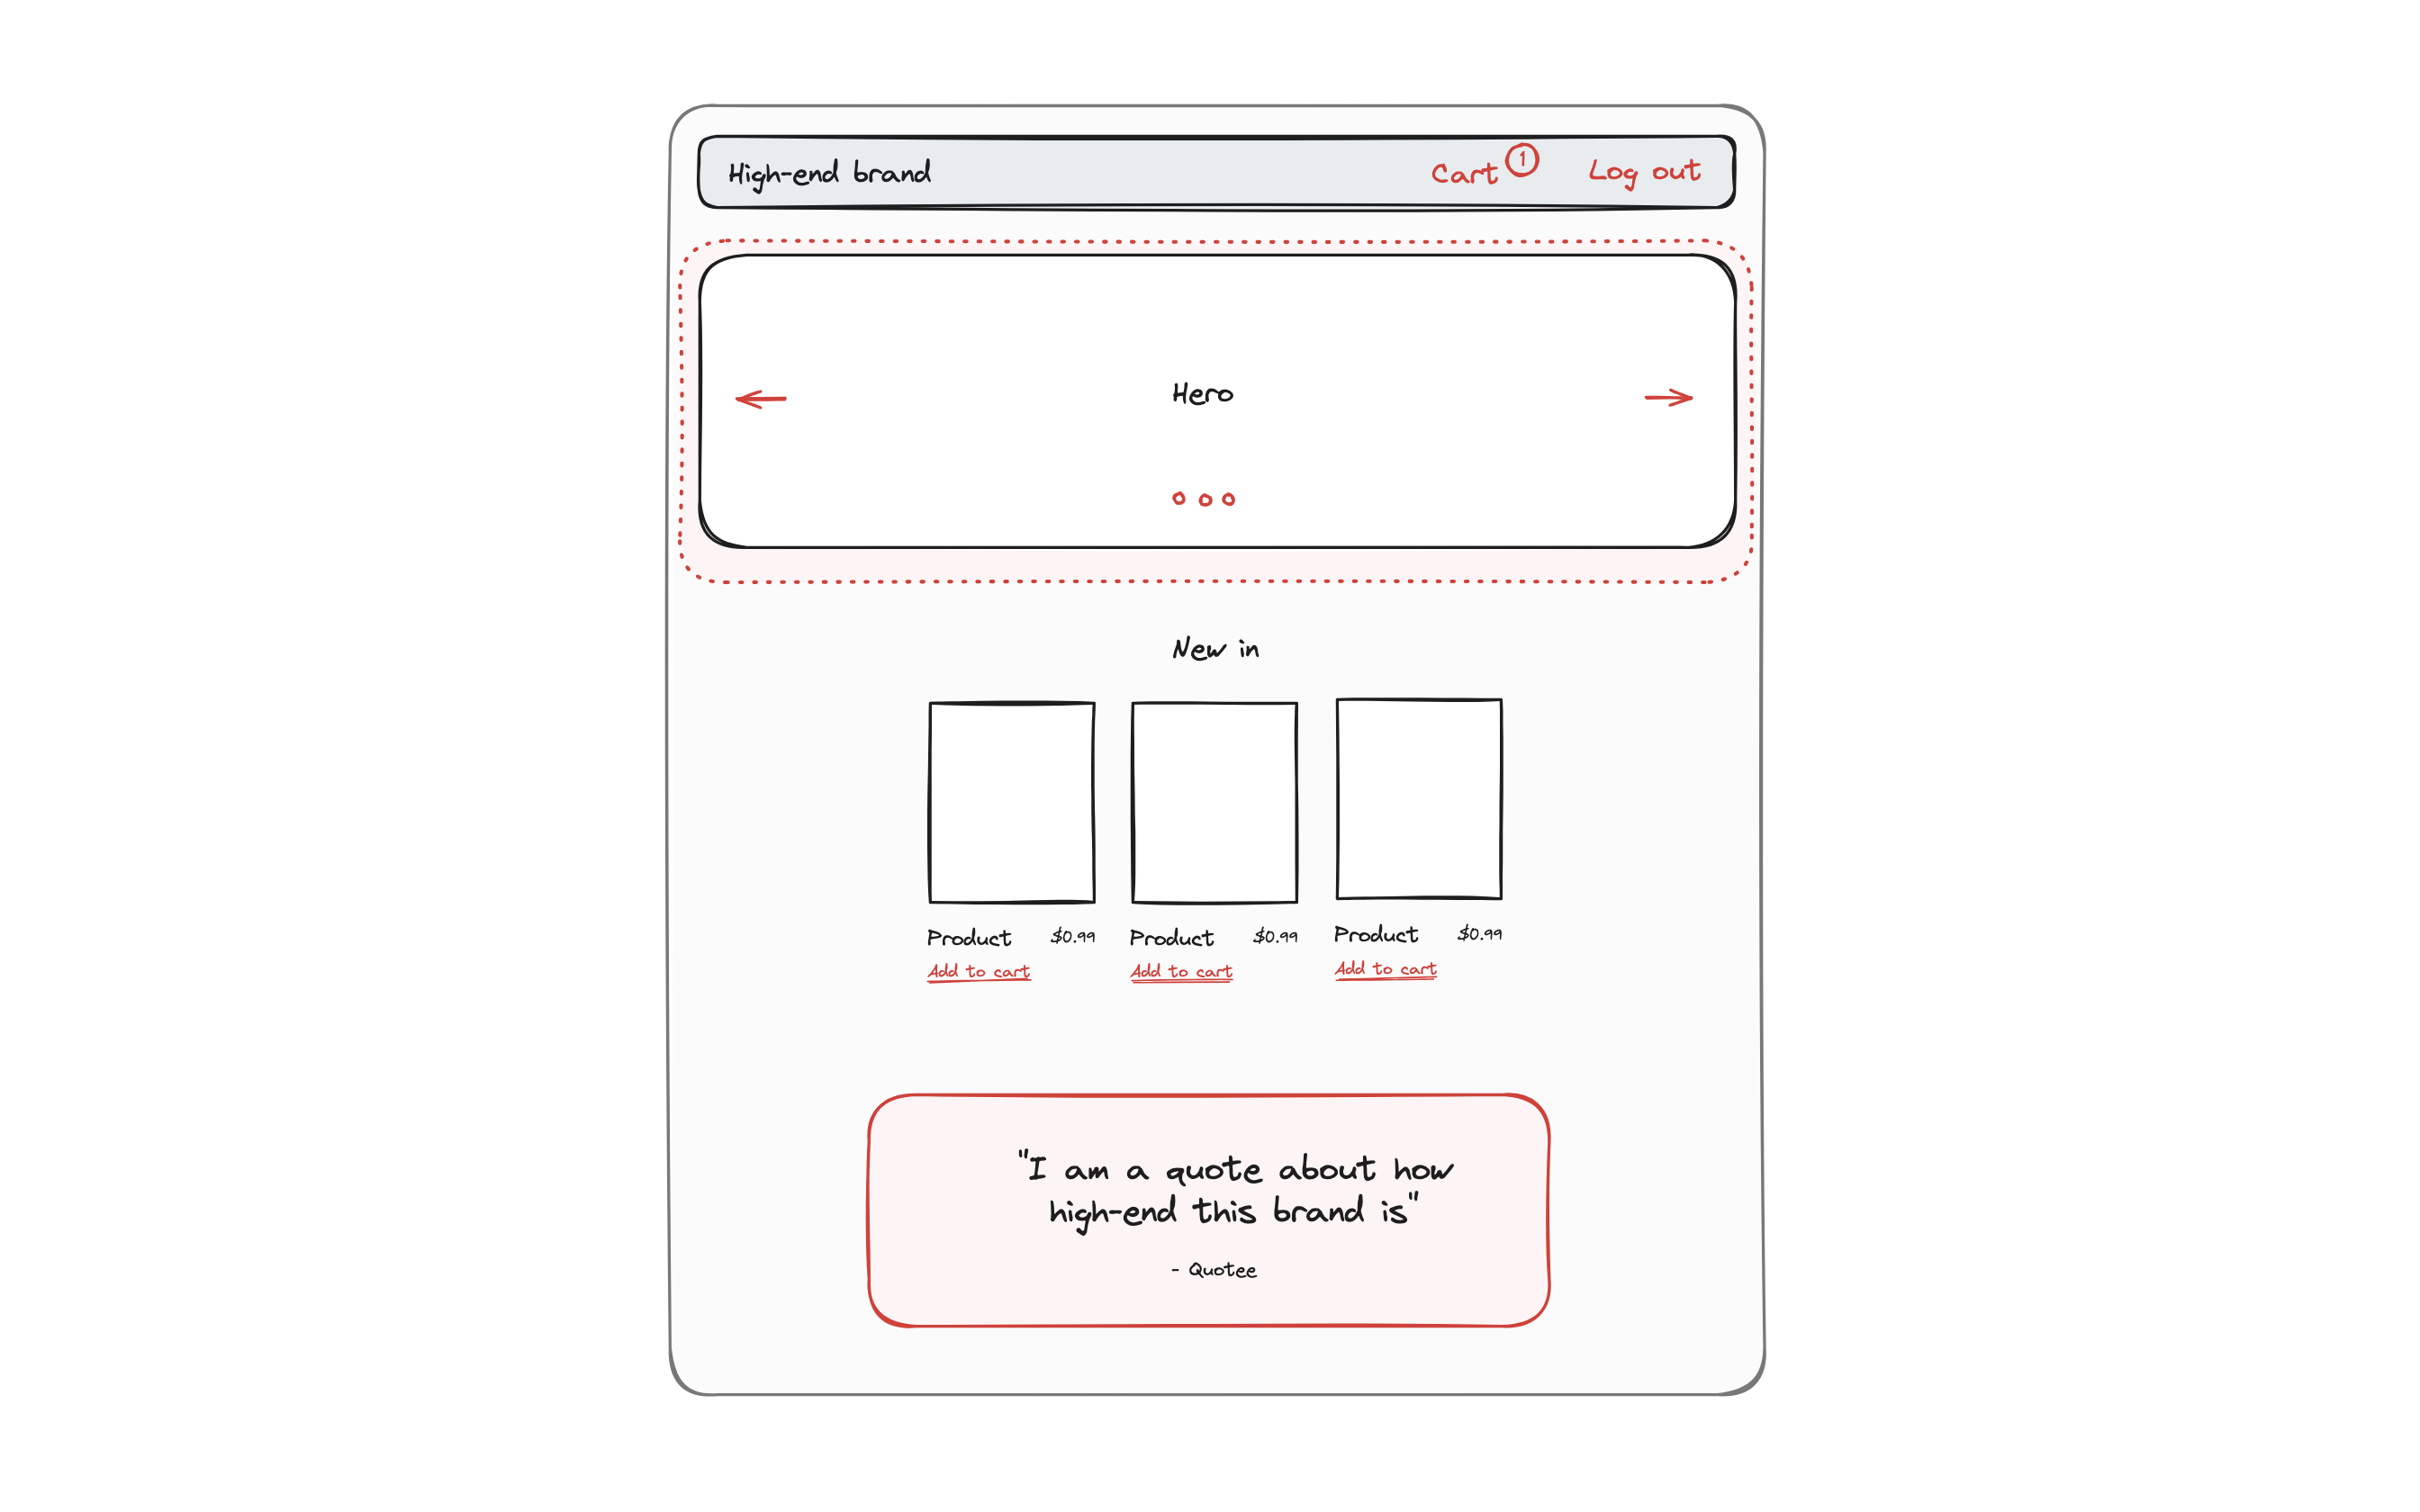 High-end brand
Cart 1 Log out
Hero
New in
Product $0.99 Product $0.99 Product $0.99
Add to cart Add to cart Add to cart
"I am a quote about how
high-end this brand is"
- Quotee